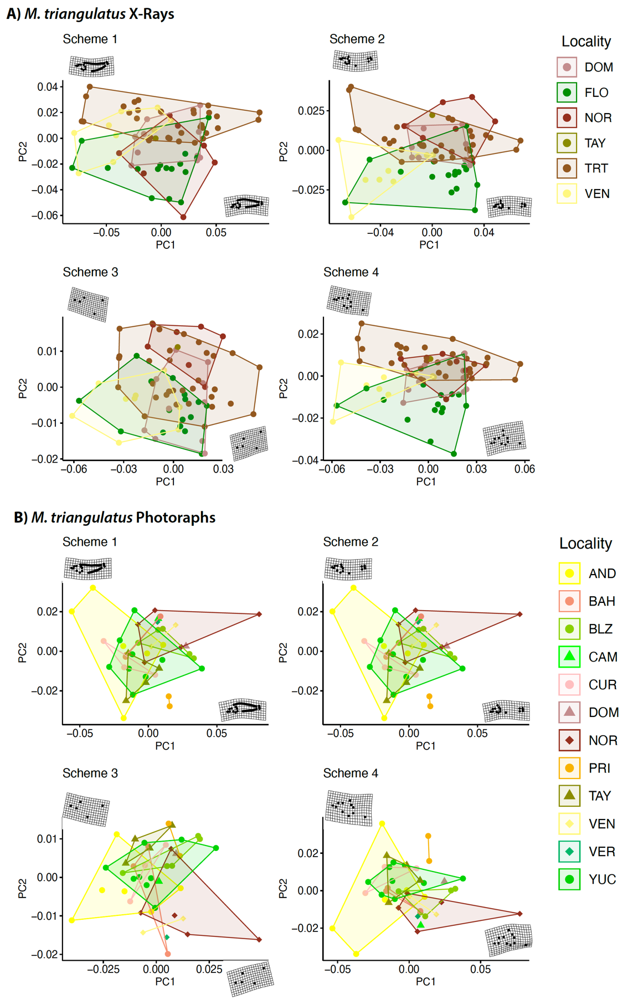 A) M. triangulatus X-Rays
Scheme 1
Scheme 2
Locality
DOM
FLO
NOR
TAY
TRT
VEN
0.04
0.02
0.00
−0.02
−0.04
−0.06
PC2
−0.05
0.00
0.05
PC1
0.025
0.000
−0.025
PC2
−0.04
0.00
0.04
PC1
Scheme 3
Scheme 4
0.01
0.00
−0.01
−0.02
PC2
−0.06
−0.03
0.00
0.03
PC1
0.02
0.00
−0.02
−0.04
PC2
−0.06
−0.03
0.00
0.03
0.06
PC1
B) M. triangulatus Photoraphs
Scheme 1
Scheme 2
Locality
AND
BAH
BLZ
CAM
CUR
DOM
NOR
PRI
TAY
VEN
VER
YUC
0.02
0.00
−0.02
PC2
−0.05
0.00
0.05
PC1
0.02
0.00
−0.02
PC2
−0.05
0.00
0.05
PC1
Scheme 3
Scheme 4
0.01
0.00
−0.01
−0.02
PC2
−0.025
0.000
0.025
PC1
0.02
0.00
−0.02
PC2
−0.05
0.00
0.05
PC1